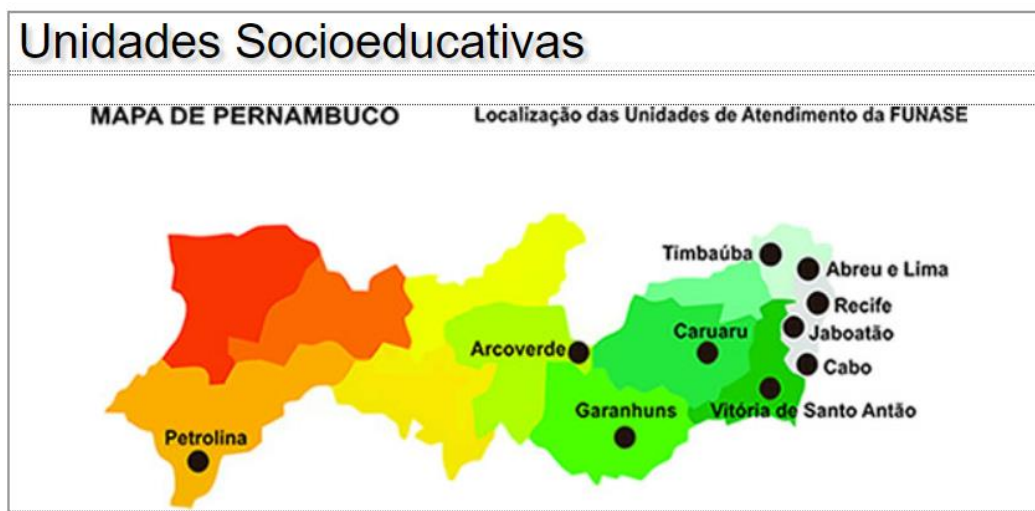 Unidades Socioeducativas
MAPA DE PERNAMBUCO
Localização das Unidades de Atendimento da FUNASE
Timbaúba
Abreu e Lima
Recife
Jaboatão
Caruaru
Arcoverde
Cabo
Garanhuns
Vitória de Santo Antão
Petrolina